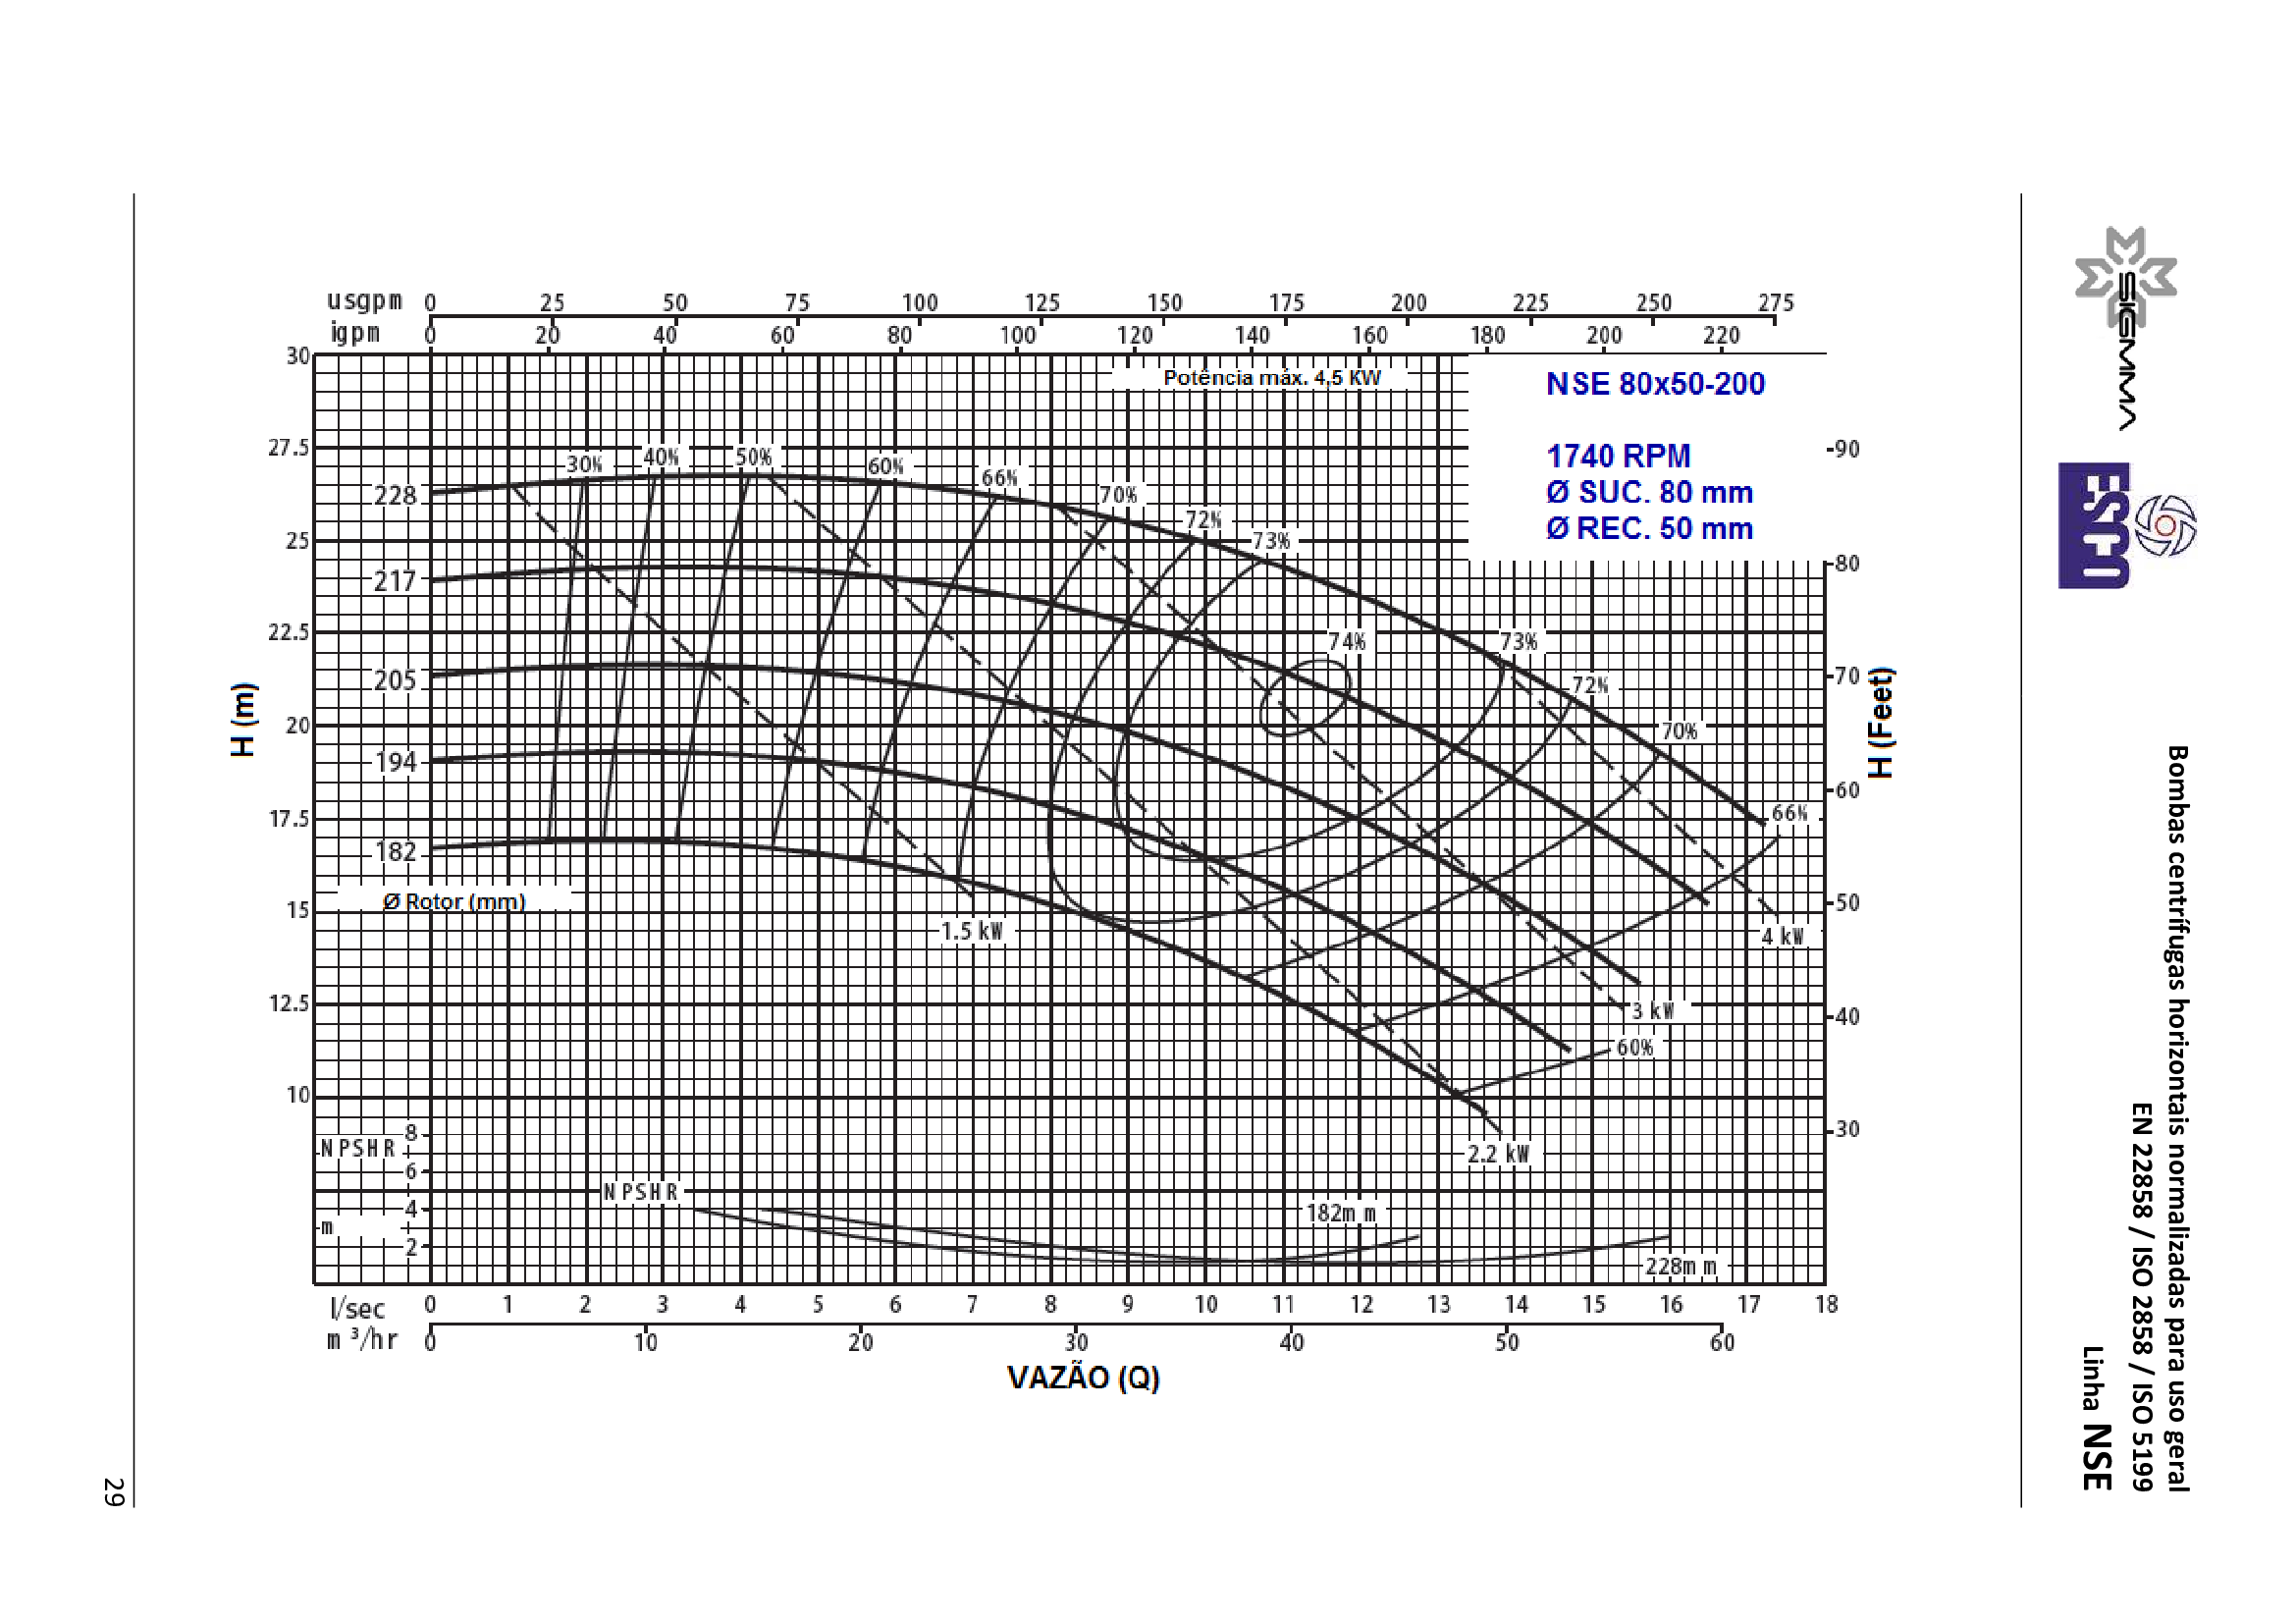 usgpm 0 25 50 75 100 125 150 175 200 225 250 275
igpm 0 20 40 60 80 100 120 140 160 180 200 220
Potência máx. 4,5 KW
NSE 80x50-200
1740 RPM
Ø SUC. 80 mm
Ø REC. 50 mm
H (m)
30
27.5
25
22.5
20
17.5
15
12.5
10
H (Feet)
90
80
70
60
50
40
30
228
217
205
194
182
Ø Rotor (mm)
30%
40%
50%
60%
66%
70%
72%
73%
74%
73%
72%
70%
66%
60%
1.5 kW
2.2 kW
3 kW
4 kW
NPSHR
m
8
6
4
2
NPSHR
182mm
228mm
l/sec 0 1 2 3 4 5 6 7 8 9 10 11 12 13 14 15 16 17 18
m³/hr 0 10 20 30 40 50 60
VAZÃO (Q)
SIGMMA
ESCO
Bombas centrífugas horizontais normalizadas para uso geral
EN 22858 / ISO 2858 / ISO 5199
Linha NSE
29